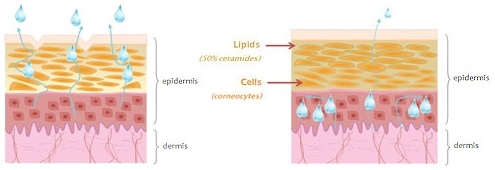 Lipids
(50% ceramides)
epidermis
Cells
(corneocytes)
epidermis
dermis
dermis